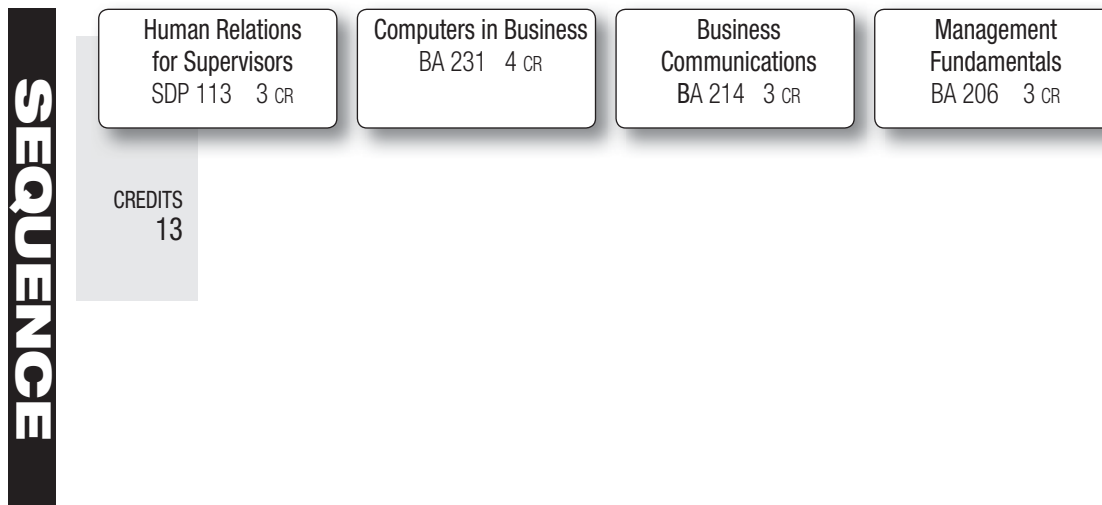 SEQUENCE
Human Relations
for Supervisors
SDP 113 3 CR
Computers in Business
BA 231 4 CR
Business
Communications
BA 214 3 CR
Management
Fundamentals
BA 206 3 CR
CREDITS
13